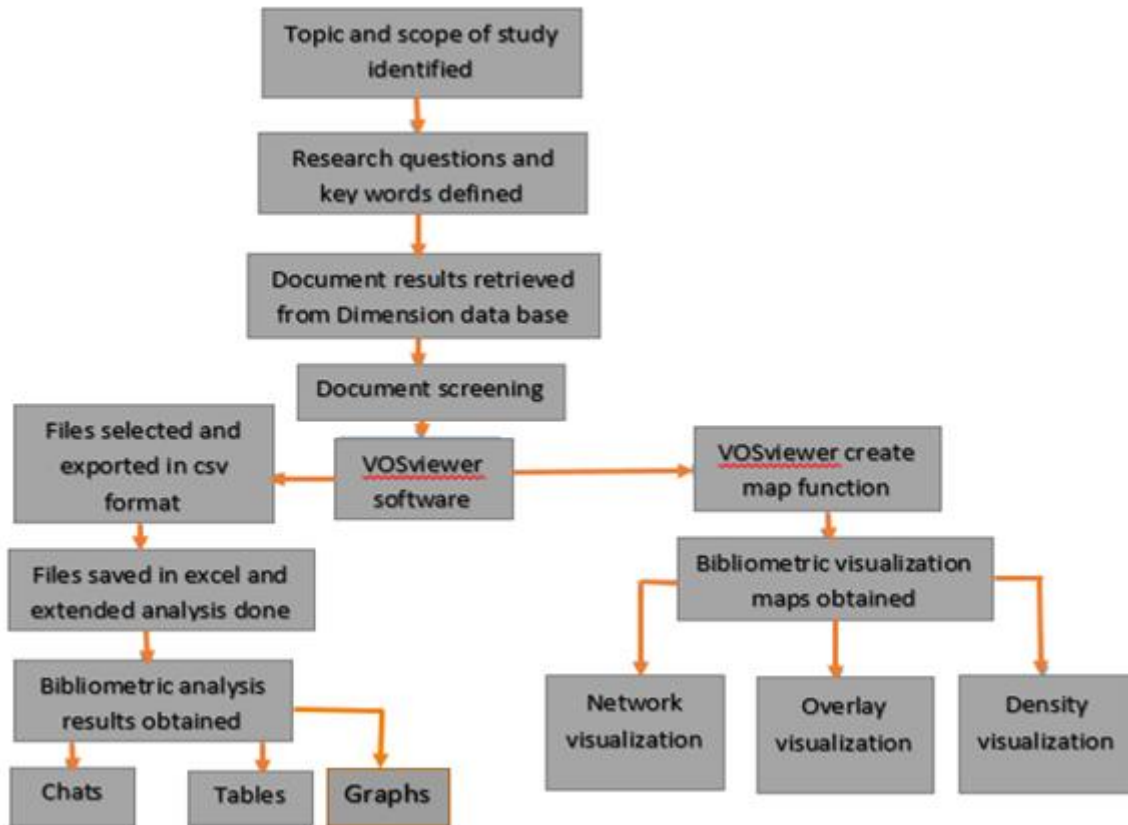 Topic and scope of study
identified
Research questions and
key words defined
Document results retrieved
from Dimension data base
Document screening
Files selected and
exported in csv
format
VOSviewer
software
VOSviewer create
map function
Files saved in excel and
extended analysis done
Bibliometric visualization
maps obtained
Bibliometric analysis
results obtained
Network
visualization
Overlay
visualization
Density
visualization
Chats
Tables
Graphs